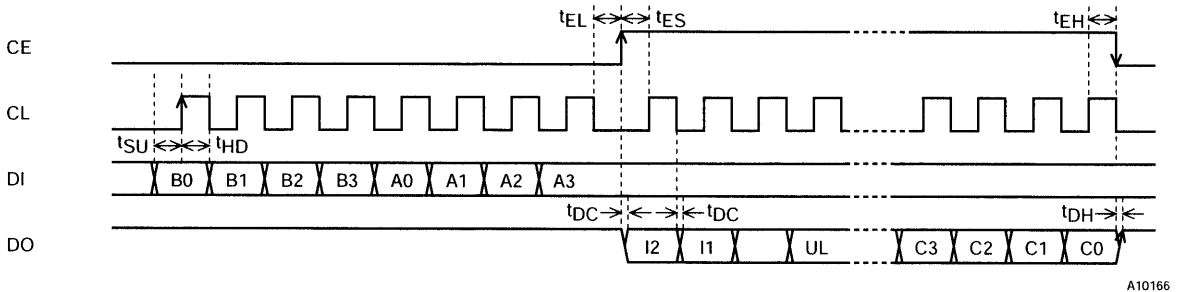 tEL tES tEH
CE
CL
tSU tHD
DI B0 B1 B2 B3 A0 A1 A2 A3
tDC tDC tDH
DO I2 I1 UL C3 C2 C1 C0
A10166